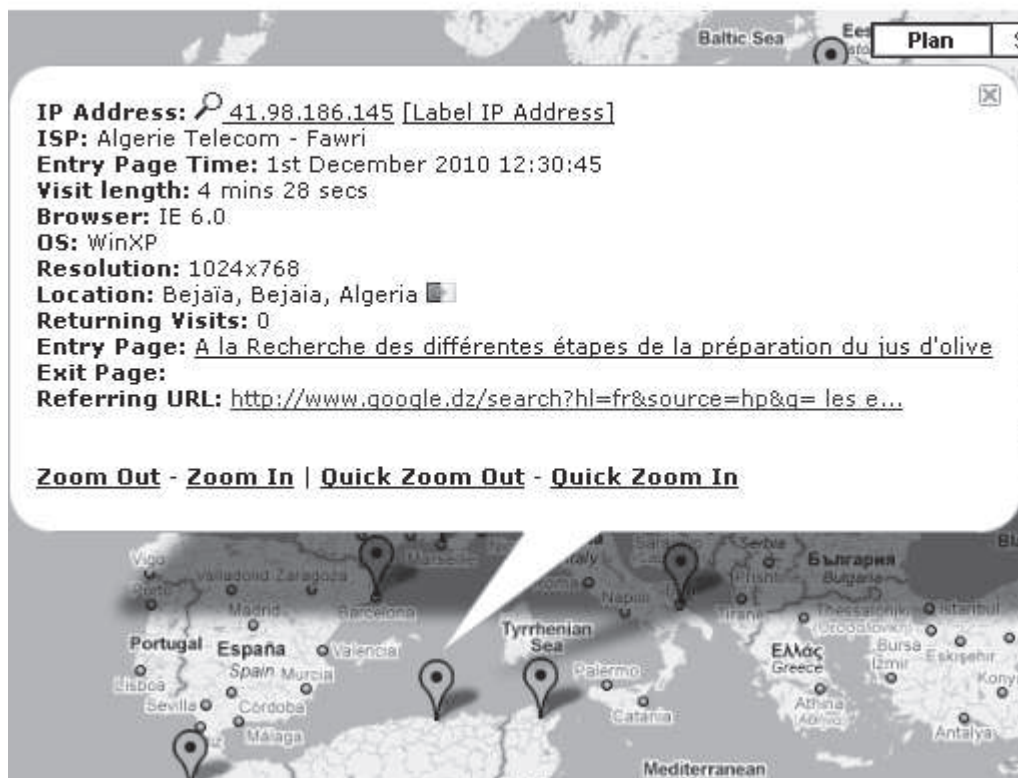 Baltic Sea
Plan
IP Address: 41.98.186.145 [Label IP Address]
ISP: Algerie Telecom - Fawri
Entry Page Time: 1st December 2010 12:30:45
Visit length: 4 mins 28 secs
Browser: IE 6.0
OS: WinXP
Resolution: 1024x768
Location: Bejaïa, Bejaia, Algeria
Returning Visits: 0
Entry Page: A la Recherche des différentes étapes de la préparation du jus d'olive
Exit Page:
Referring URL: http://www.google.dz/search?hl=fr&source=hp&q= les e...
Zoom Out - Zoom In | Quick Zoom Out - Quick Zoom In
Vigo
Marseille
Italy
Serbia
България
Bulgaria
Valladolid Zaragoza
Porto
Roma
Madrid
Barcelona
Napoli
Tirane
Thessaloniki
Istanbul
Portugal
España
Spain
Valencia
Tyrrhenian
Sea
Ελλάς
Greece
Bursa
Izmir
Eskişehir
Lisboa
Murcia
Palermo
Sevilla
Córdoba
Catania
Athina
Málaga
Antalya
Mediterranean